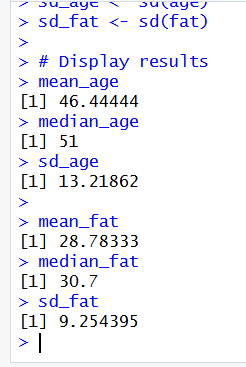 > sd_age <- sd(age)
> sd_fat <- sd(fat)
>
> # Display results
> mean_age
[1] 46.44444
> median_age
[1] 51
> sd_age
[1] 13.21862
>
> mean_fat
[1] 28.78333
> median_fat
[1] 30.7
> sd_fat
[1] 9.254395
>